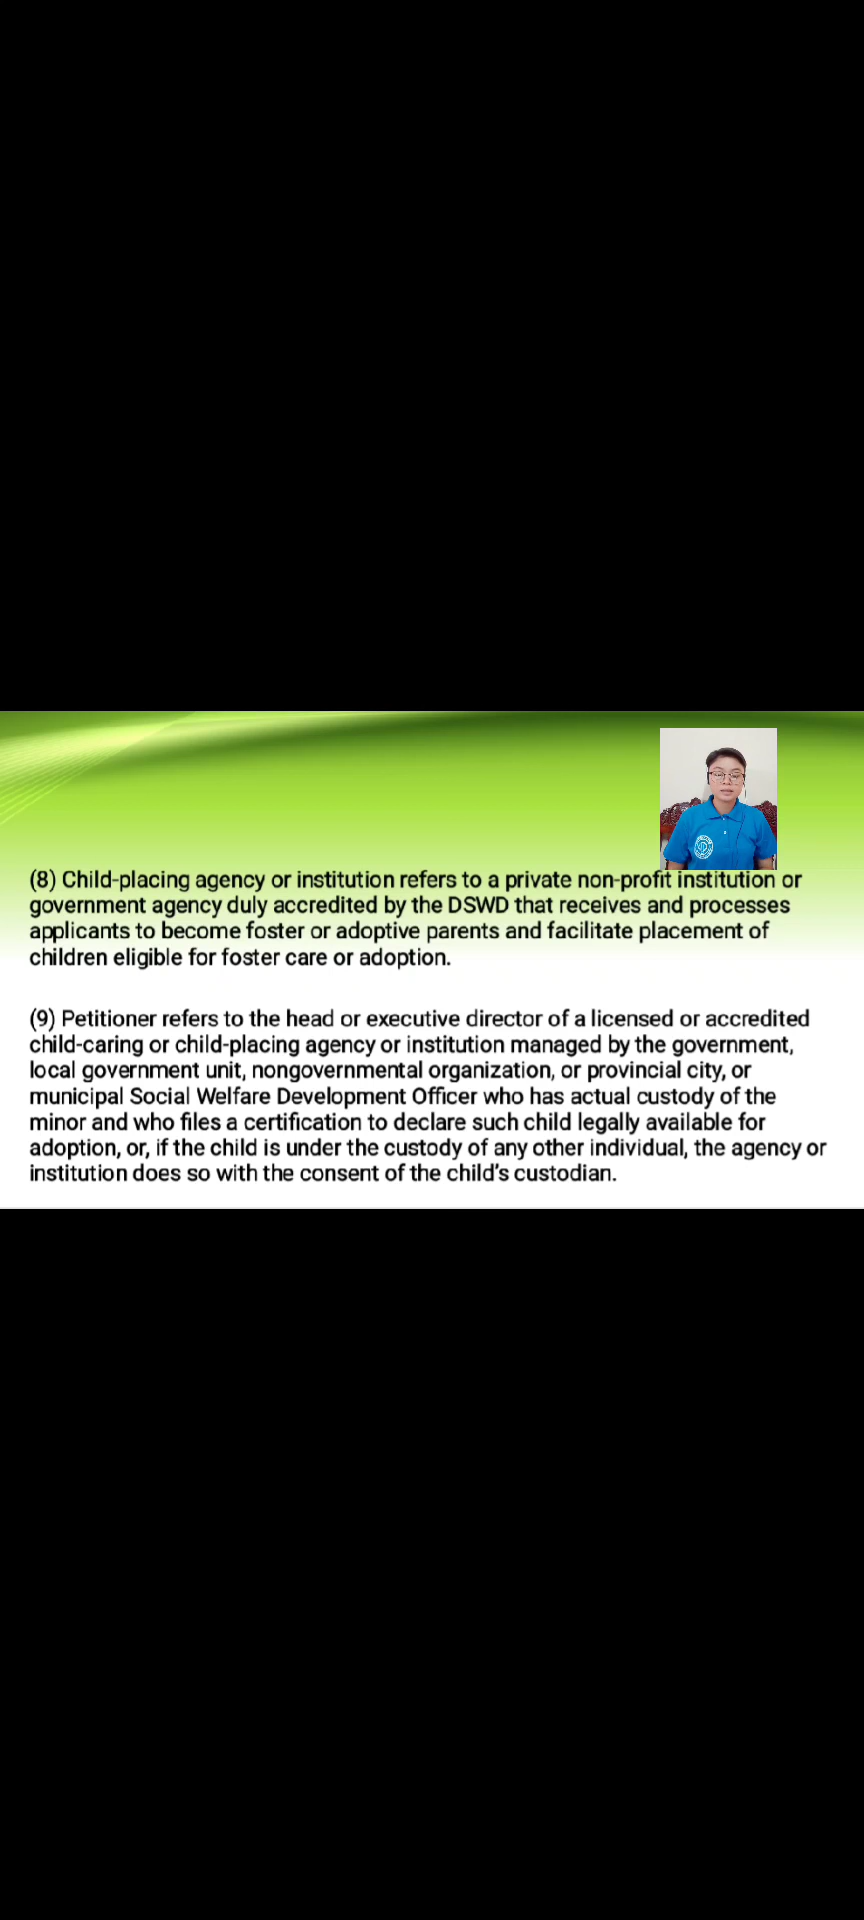 (8) Child-placing agency or institution refers to a private non-profit institution or
government agency duly accredited by the DSWD that receives and processes
applicants to become foster or adoptive parents and facilitate placement of
children eligible for foster care or adoption.
(9) Petitioner refers to the head or executive director of a licensed or accredited
child-caring or child-placing agency or institution managed by the government,
local government unit, nongovernmental organization, or provincial city, or
municipal Social Welfare Development Officer who has actual custody of the
minor and who files a certification to declare such child legally available for
adoption, or, if the child is under the custody of any other individual, the agency or
institution does so with the consent of the child's custodian.